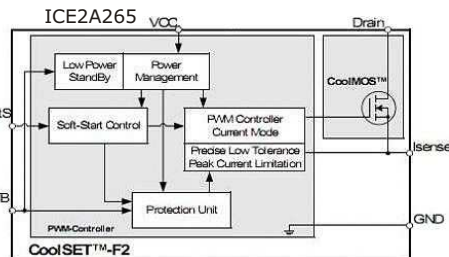 ICE2A265
VCC
Drain
Low Power
StandBy
Power
Management
CoolMOS™
Soft-Start Control
PWM Controller
Current Mode
Precise Low Tolerance
Peak Current Limitation
Isense
Protection Unit
GND
PWM-Controller
CoolSET™-F2